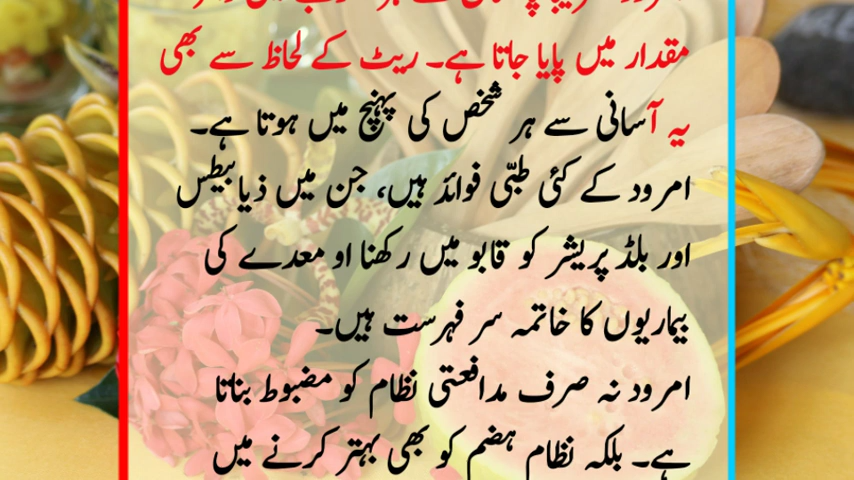 مقدار میں پایا جاتا ہے۔ ریٹ کے لحاظ سے بھی
یہ آسانی سے ہر شخص کی پہنچ میں ہوتا ہے۔
امرود کے کئی طبّی فوائد ہیں، جن میں ذیابیطس
اور بلڈ پریشر کو قابو میں رکھنا او معدے کی
بیماریوں کا خاتمہ سر فہرست ہیں۔
امرود نہ صرف مدافعتی نظام کو مضبوط بناتا
ہے۔ بلکہ نظام ہضم کو بھی بہتر کرنے میں